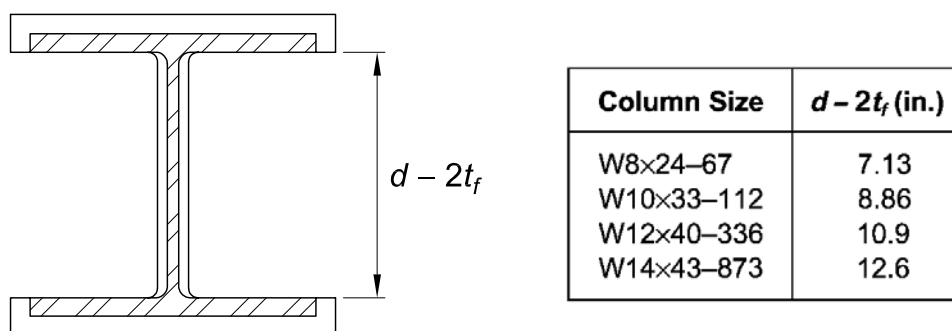 d – 2t_f
Column Size d – 2t_f (in.)
W8×24–67 7.13
W10×33–112 8.86
W12×40–336 10.9
W14×43–873 12.6